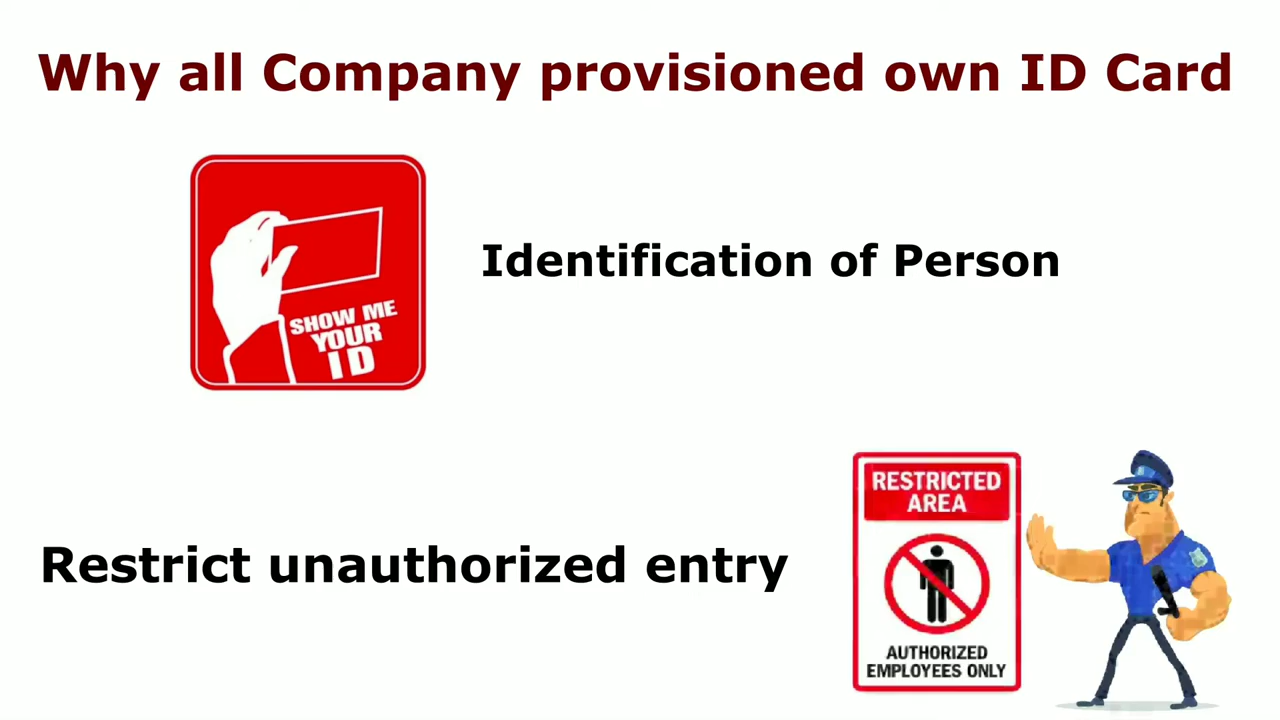 Why all Company provisioned own ID Card
SHOW ME
YOUR
ID
Identification of Person
Restrict unauthorized entry
RESTRICTED
AREA
AUTHORIZED
EMPLOYEES ONLY